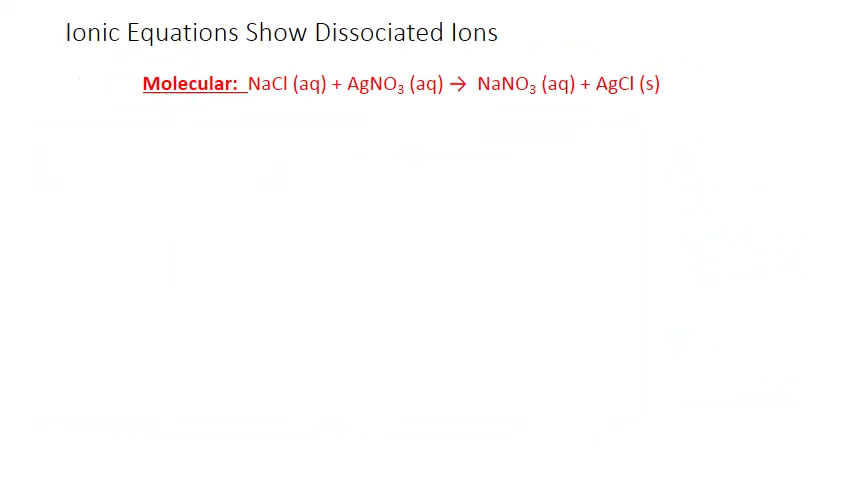 Ionic Equations Show Dissociated Ions
Molecular: NaCl (aq) + AgNO₃ (aq) → NaNO₃ (aq) + AgCl (s)